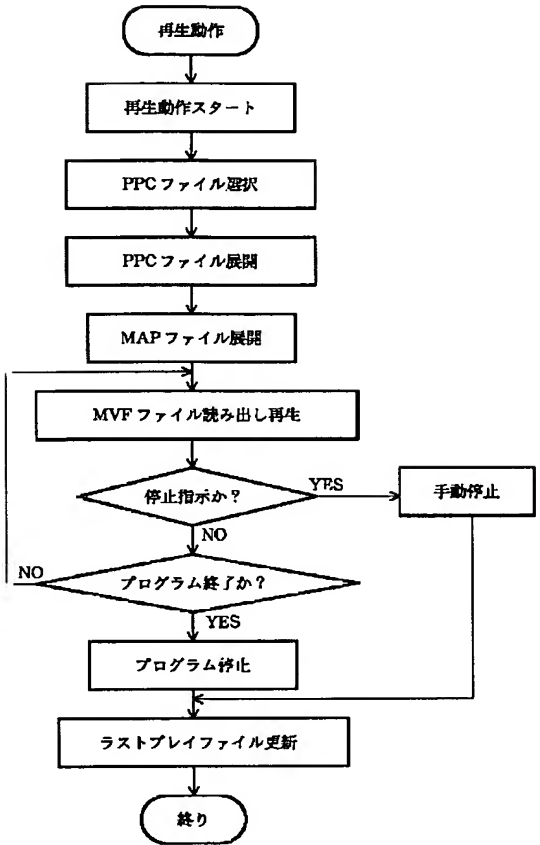 再生動作
再生動作スタート
PPCファイル選択
PPCファイル展開
MAPファイル展開
MVFファイル読み出し再生
停止指示か？
YES
手動停止
NO
プログラム終了か？
NO
YES
プログラム停止
ラストプレイファイル更新
終り